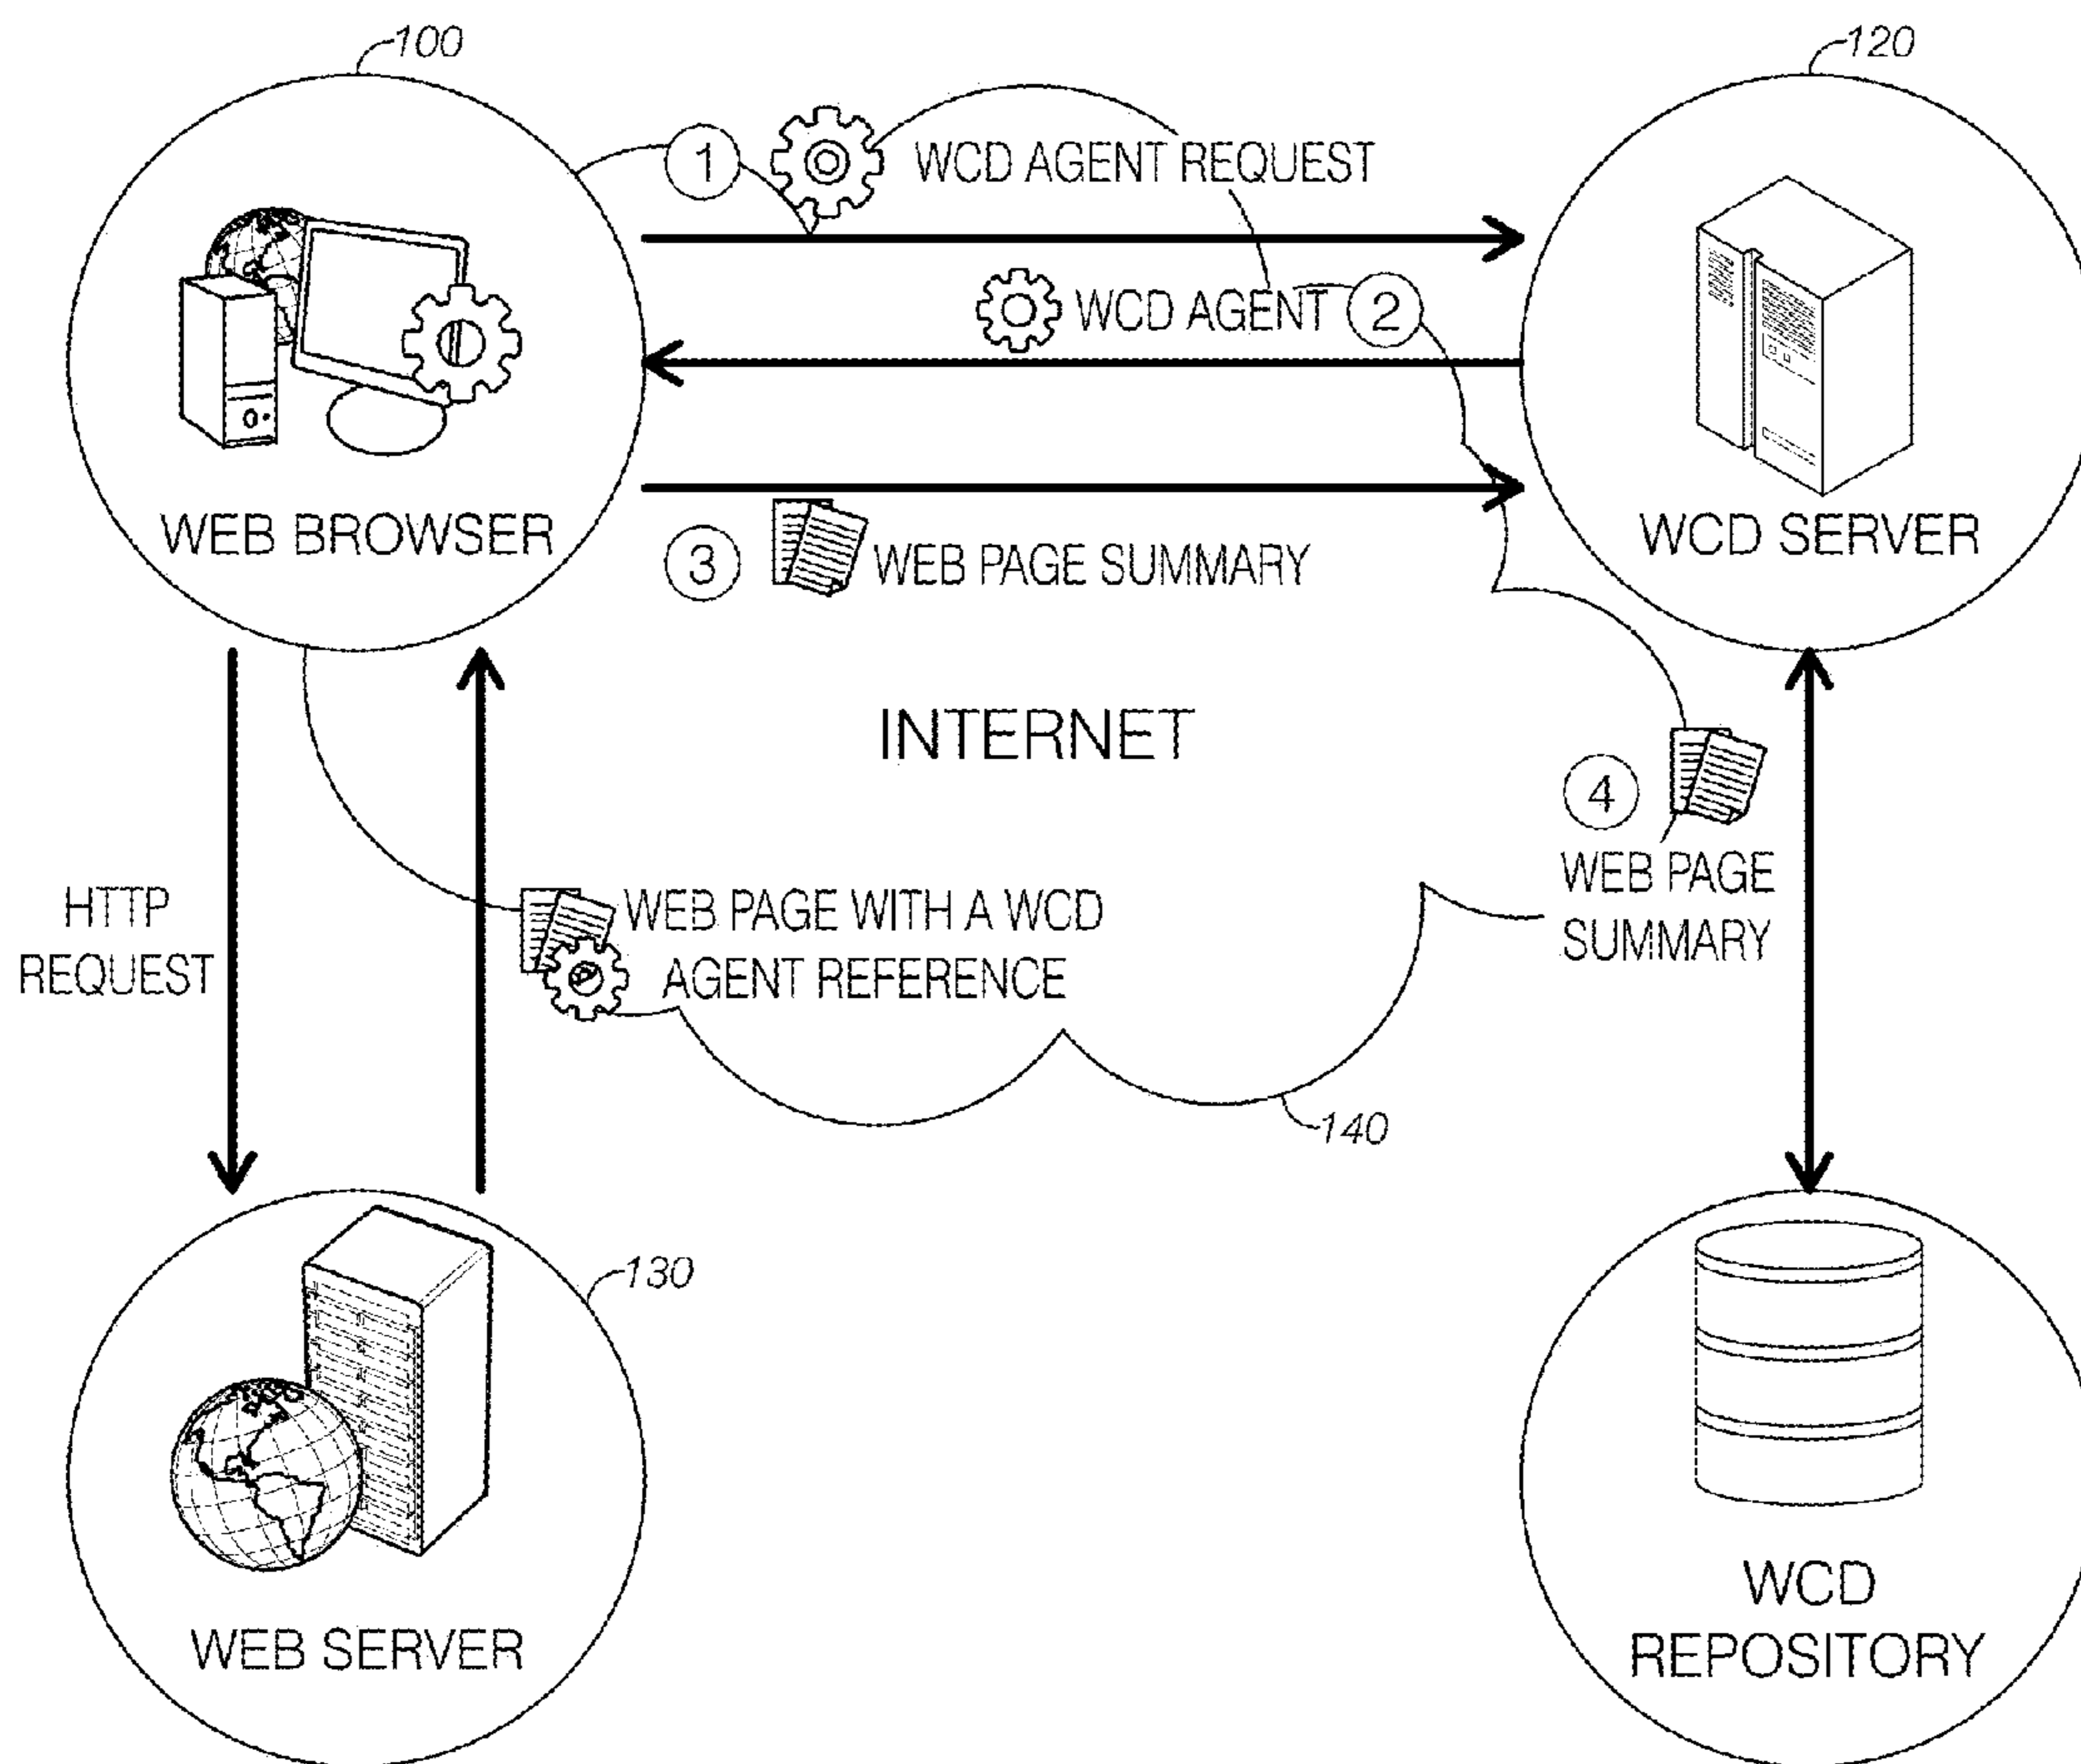 100
120
1
WCD AGENT REQUEST
WCD AGENT 2
WEB BROWSER
WCD SERVER
3 WEB PAGE SUMMARY
INTERNET
4
WEB PAGE
SUMMARY
HTTP
REQUEST
WEB PAGE WITH A WCD
AGENT REFERENCE
140
130
WEB SERVER
WCD
REPOSITORY